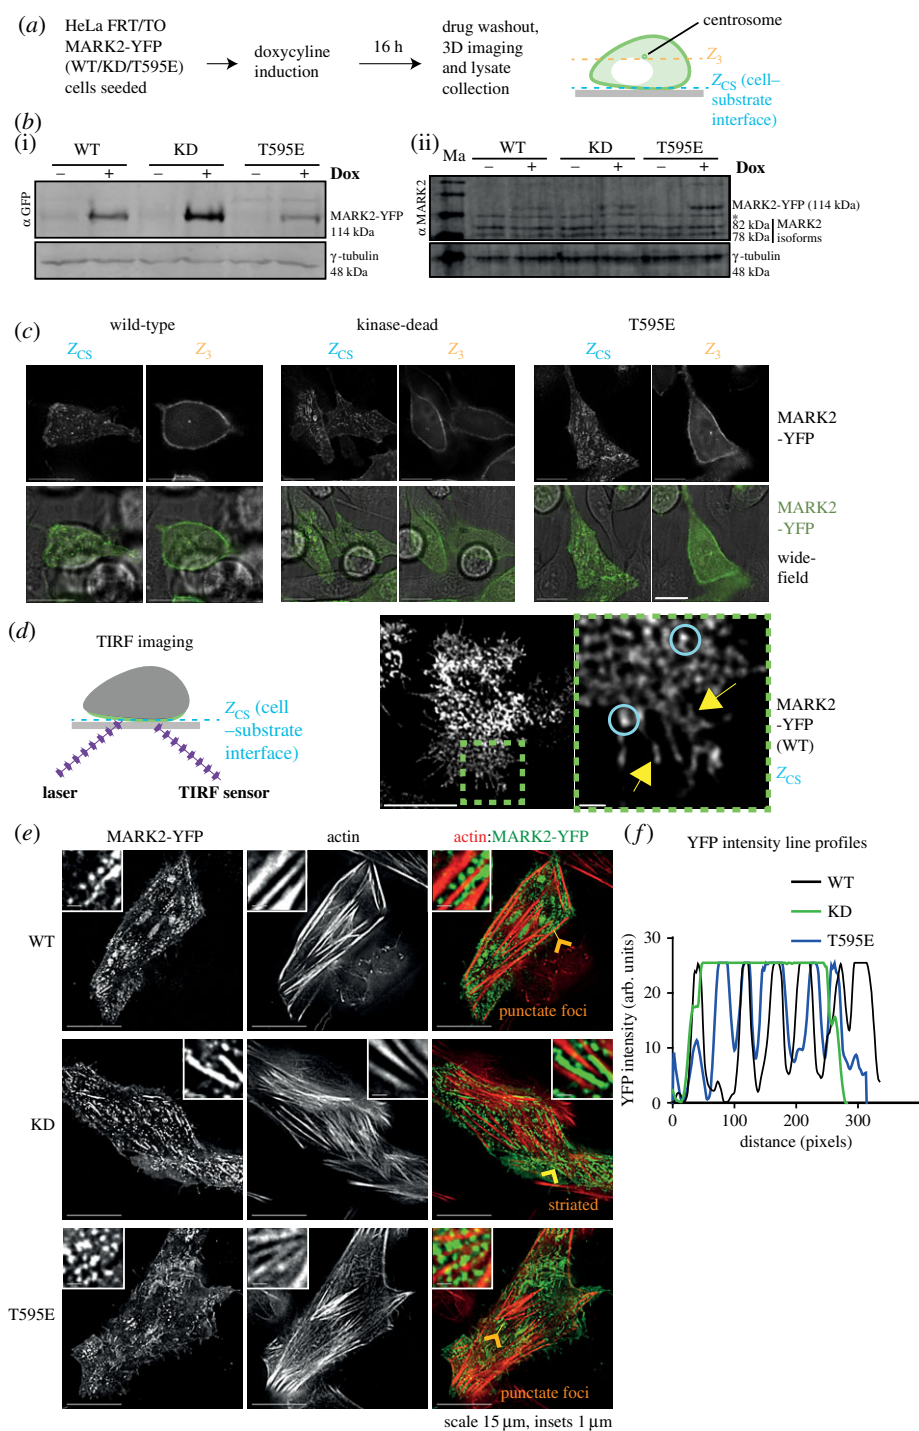 (a)
HeLa FRT/TO
MARK2-YFP
(WT/KD/T595E)
cells seeded
doxycyline
induction
16 h
drug washout,
3D imaging
and lysate
collection
centrosome
Z3
ZCS (cell–
substrate
interface)
(b)
(i)
WT KD T595E
– + – + – + Dox
α GFP
MARK2-YFP
114 kDa
γ-tubulin
48 kDa
(ii)
Ma WT KD T595E
– + – + – + Dox
α MARK2
MARK2-YFP (114 kDa)
*
82 kDa
78 kDa
MARK2
isoforms
γ-tubulin
48 kDa
(c)
wild-type kinase-dead T595E
ZCS Z3 ZCS Z3 ZCS Z3
MARK2
-YFP
MARK2
-YFP
wide-
field
(d)
TIRF imaging
ZCS (cell
–substrate
interface)
laser TIRF sensor
MARK2
-YFP
(WT)
ZCS
(e)
MARK2-YFP actin actin:MARK2-YFP
WT
punctate foci
KD
striated
T595E
punctate foci
scale 15 µm, insets 1 µm
(f)
YFP intensity line profiles
WT
KD
T595E
YFP intensity (arb. units)
30
20
10
0
0 100 200 300
distance (pixels)